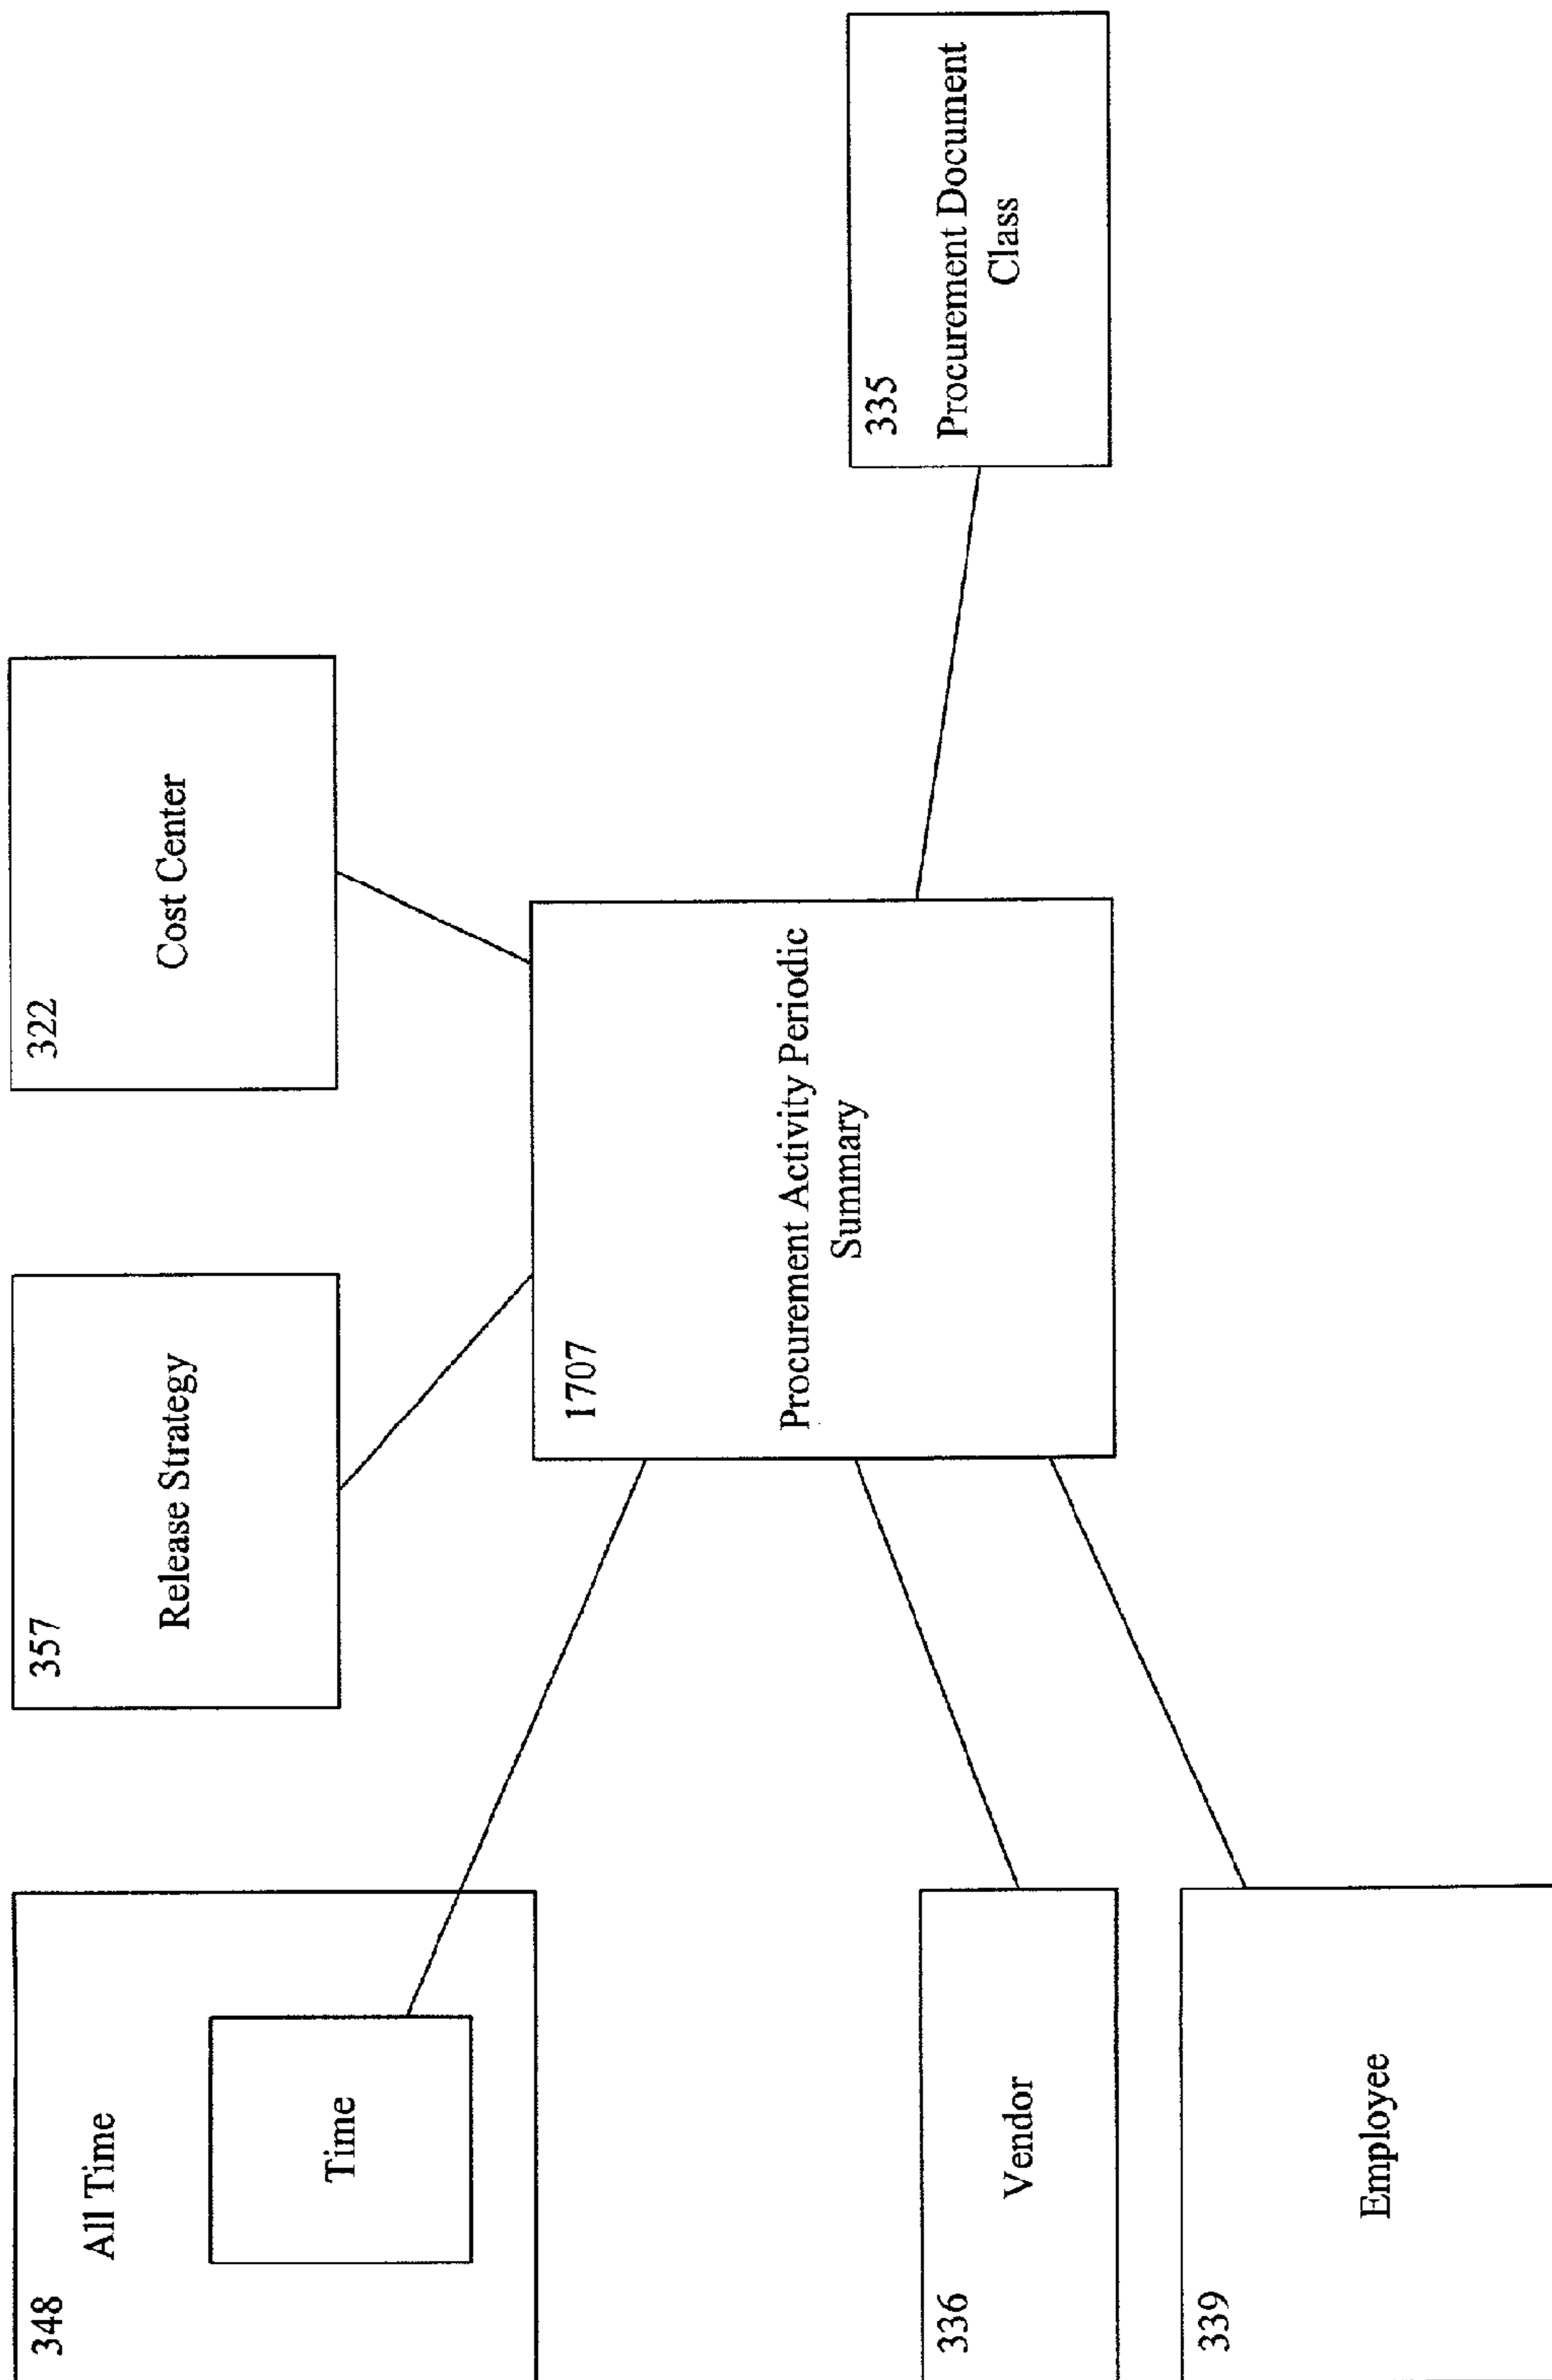 348
All Time
Time
357
Release Strategy
322
Cost Center
1707
Procurement Activity Periodic
Summary
336
Vendor
335
Procurement Document
Class
339
Employee